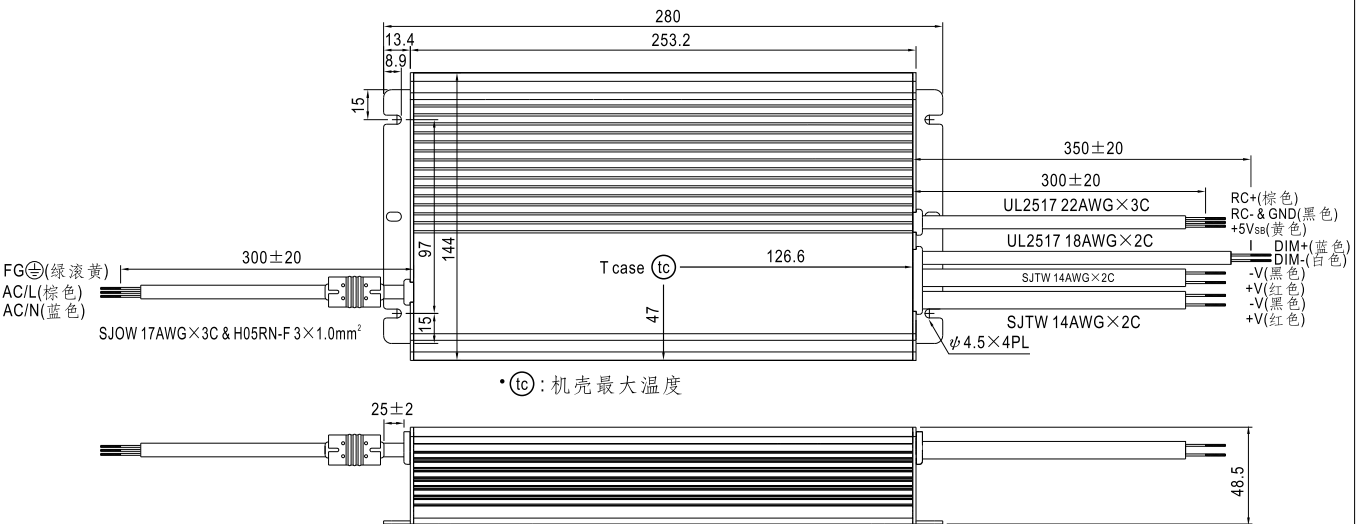 280
13.4
253.2
8.9
15
350±20
300±20
UL2517 22AWG×3C
RC+(棕色)
RC- & GND(黑色)
+5VSB(黄色)
97
144
UL2517 18AWG×2C
DIM+(蓝色)
DIM-(白色)
300±20
T case tc
126.6
FG(绿滚黄)
AC/L(棕色)
AC/N(蓝色)
SJTW 14AWG×2C
-V(黑色)
+V(红色)
-V(黑色)
+V(红色)
SJOW 17AWG×3C & H05RN-F 3×1.0mm²
15
47
SJTW 14AWG×2C
ψ4.5×4PL
•tc:机壳最大温度
25±2
48.5